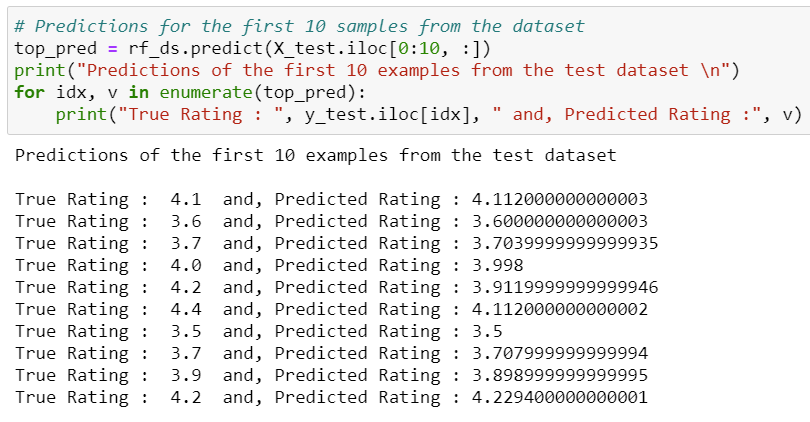 # Predictions for the first 10 samples from the dataset
top_pred = rf_ds.predict(X_test.iloc[0:10, :])
print("Predictions of the first 10 examples from the test dataset \n")
for idx, v in enumerate(top_pred):
    print("True Rating : ", y_test.iloc[idx], " and, Predicted Rating :", v)
Predictions of the first 10 examples from the test dataset
True Rating :  4.1  and, Predicted Rating : 4.112000000000003
True Rating :  3.6  and, Predicted Rating : 3.600000000000003
True Rating :  3.7  and, Predicted Rating : 3.7039999999999935
True Rating :  4.0  and, Predicted Rating : 3.998
True Rating :  4.2  and, Predicted Rating : 3.9119999999999946
True Rating :  4.4  and, Predicted Rating : 4.112000000000002
True Rating :  3.5  and, Predicted Rating : 3.5
True Rating :  3.7  and, Predicted Rating : 3.707999999999994
True Rating :  3.9  and, Predicted Rating : 3.898999999999995
True Rating :  4.2  and, Predicted Rating : 4.229400000000001